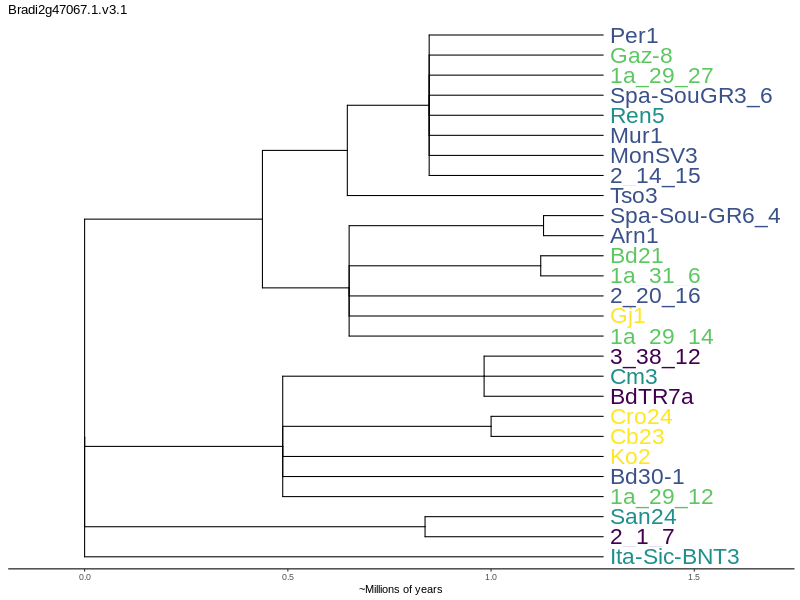 Bradi2g47067.1.v3.1
Per1
Gaz-8
1a_29_27
Spa-SouGR3_6
Ren5
Mur1
MonSV3
2_14_15
Tso3
Spa-Sou-GR6_4
Arn1
Bd21
1a_31_6
2_20_16
Gj1
1a_29_14
3_38_12
Cm3
BdTR7a
Cro24
Cb23
Ko2
Bd30-1
1a_29_12
San24
2_1_7
Ita-Sic-BNT3
0.0 0.5 1.0 1.5
~Millions of years